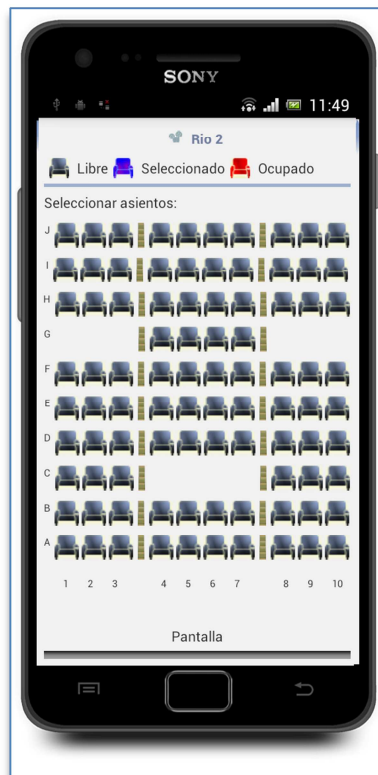 SONY
11:49
Rio 2
Libre Seleccionado Ocupado
Seleccionar asientos:
J
I
H
G
F
E
D
C
B
A
1 2 3 4 5 6 7 8 9 10
Pantalla